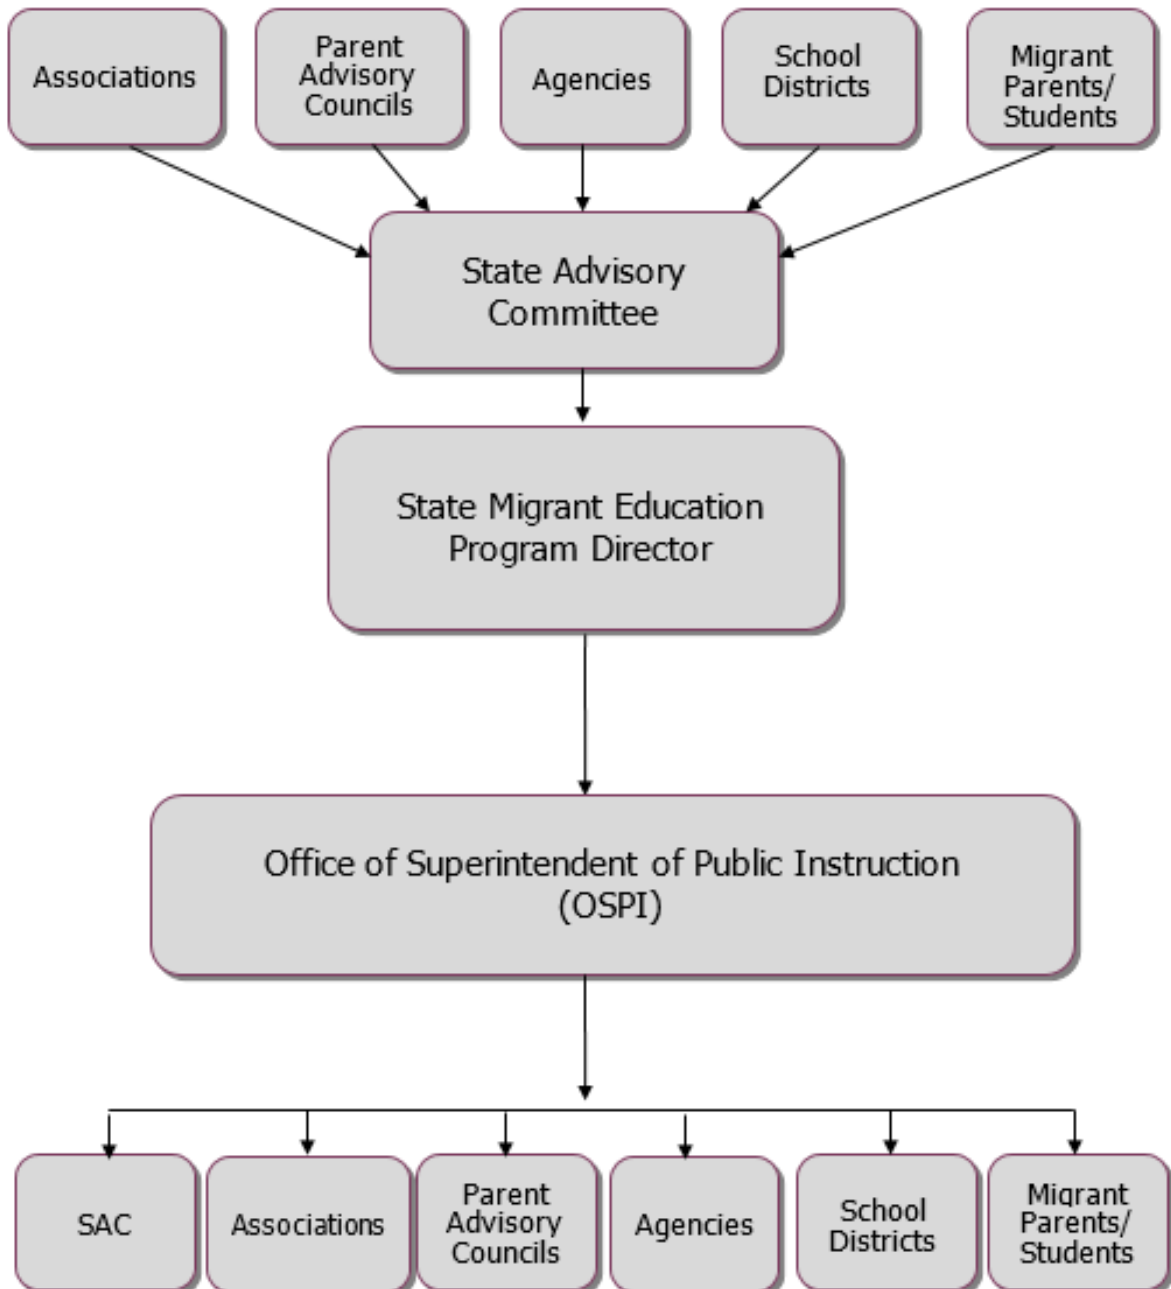 Associations
Parent
Advisory
Councils
Agencies
School
Districts
Migrant
Parents/
Students
State Advisory
Committee
State Migrant Education
Program Director
Office of Superintendent of Public Instruction
(OSPI)
SAC
Associations
Parent
Advisory
Councils
Agencies
School
Districts
Migrant
Parents/
Students